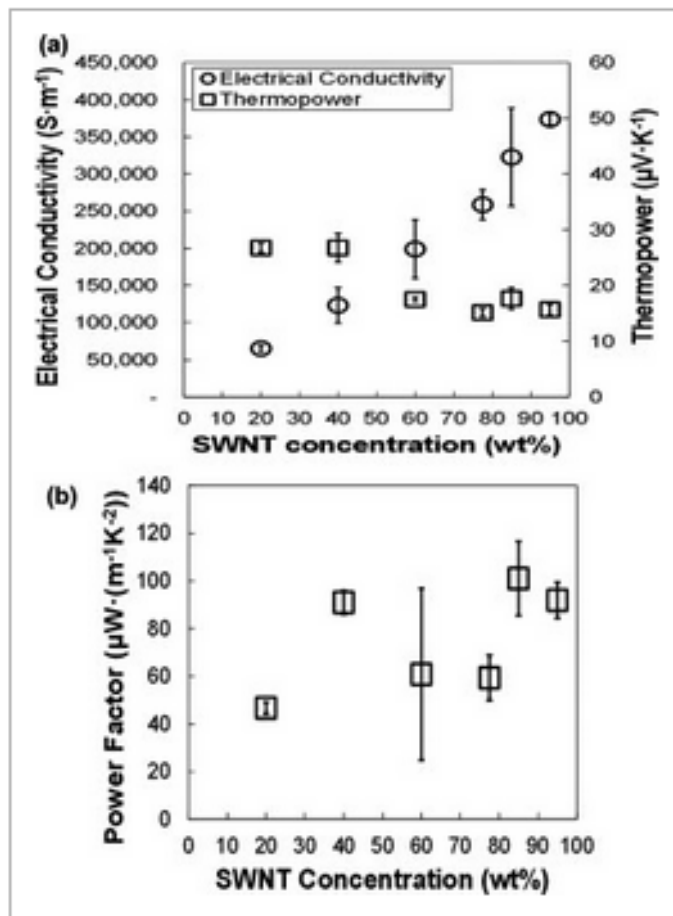 (a)
450,000
400,000
350,000
300,000
250,000
200,000
150,000
100,000
50,000
-
Electrical Conductivity (S·m⁻¹)
Electrical Conductivity
Thermopower
60
50
40
30
20
10
0
Thermopower (µV·K⁻¹)
0 10 20 30 40 50 60 70 80 90 100
SWNT concentration (wt%)
(b)
140
120
100
80
60
40
20
0
Power Factor (µW·(m⁻¹K⁻²))
0 10 20 30 40 50 60 70 80 90 100
SWNT Concentration (wt%)